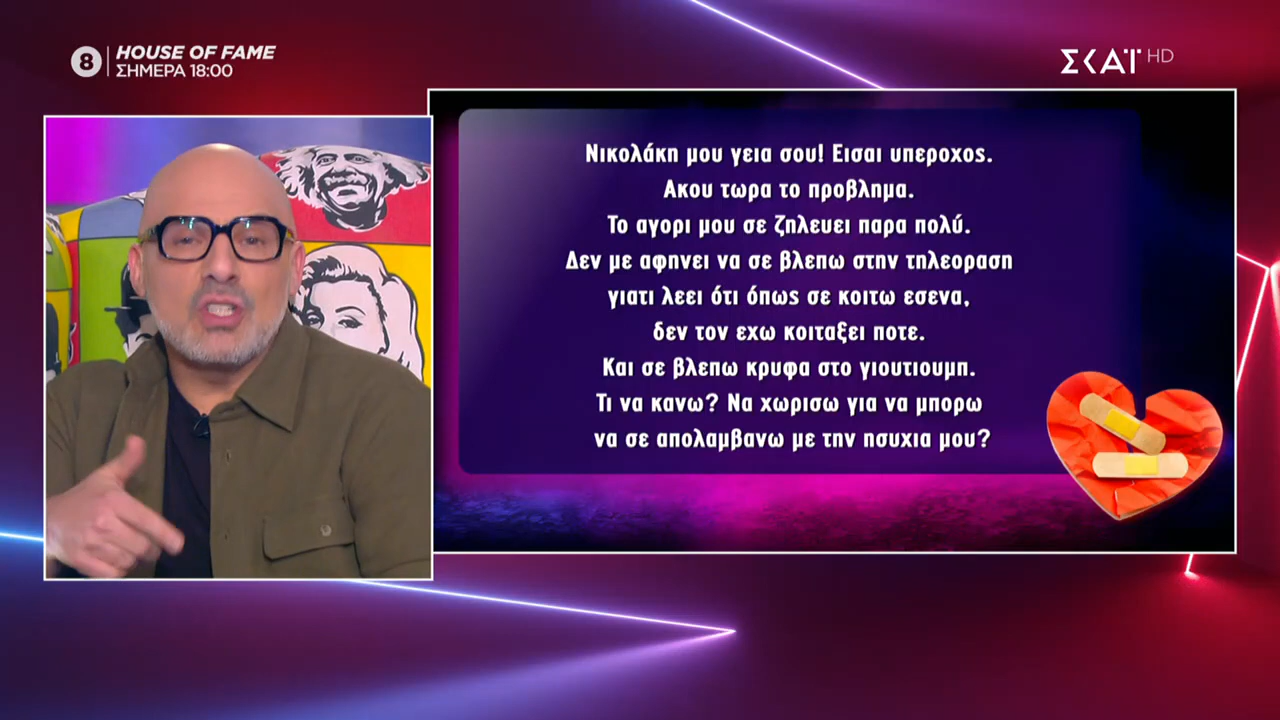 8 HOUSE OF FAME
ΣΗΜΕΡΑ 18:00
ΣΚΑΪ HD
Νικολάκη μου γεια σου! Εισαι υπεροχος.
Ακου τωρα το προβλημα.
Το αγορι μου σε ζηλευει παρα πολύ.
Δεν με αφηνει να σε βλεπω στην τηλεοραση
γιατι λεει ότι όπως σε κοιτω εσενα,
δεν τον εχω κοιταξει ποτε.
Και σε βλεπω κρυφα στο γιουτιουμπ.
Τι να κανω? Να χωρισω για να μπορω
να σε απολαμβανω με την ησυχια μου?